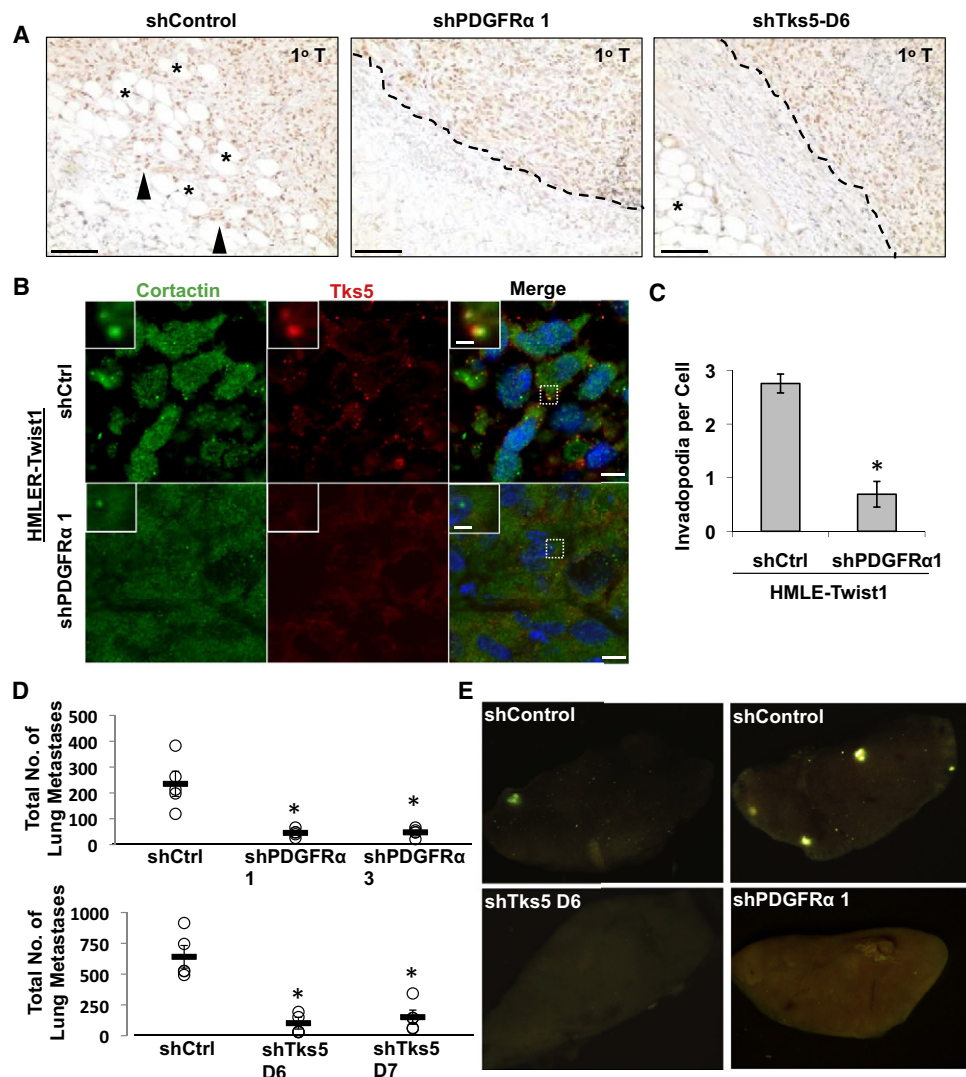 A
shControl
shPDGFRα 1
shTks5-D6
1º T
1º T
1º T
*
*
*
*
*
B
Cortactin
Tks5
Merge
HMLER-Twist1
shCtrl
shPDGFRα 1
C
Invadopodia per Cell
3
2
1
0
*
shCtrl
shPDGFRα1
HMLE-Twist1
D
Total No. of
Lung Metastases
500
400
300
200
100
0
*
*
shCtrl
shPDGFRα
1
shPDGFRα
3
Total No. of
Lung Metastases
1000
750
500
250
0
*
*
shCtrl
shTks5
D6
shTks5
D7
E
shControl
shControl
shTks5 D6
shPDGFRα 1